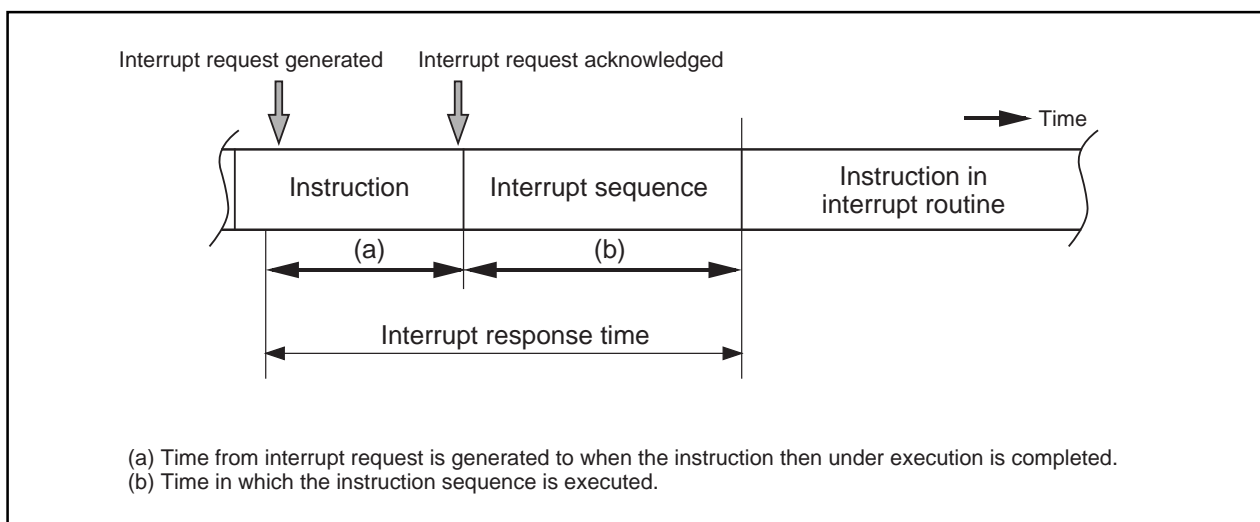 Interrupt request generated
Interrupt request acknowledged
Time
Instruction
Interrupt sequence
Instruction in
interrupt routine
(a)
(b)
Interrupt response time
(a) Time from interrupt request is generated to when the instruction then under execution is completed.
(b) Time in which the instruction sequence is executed.